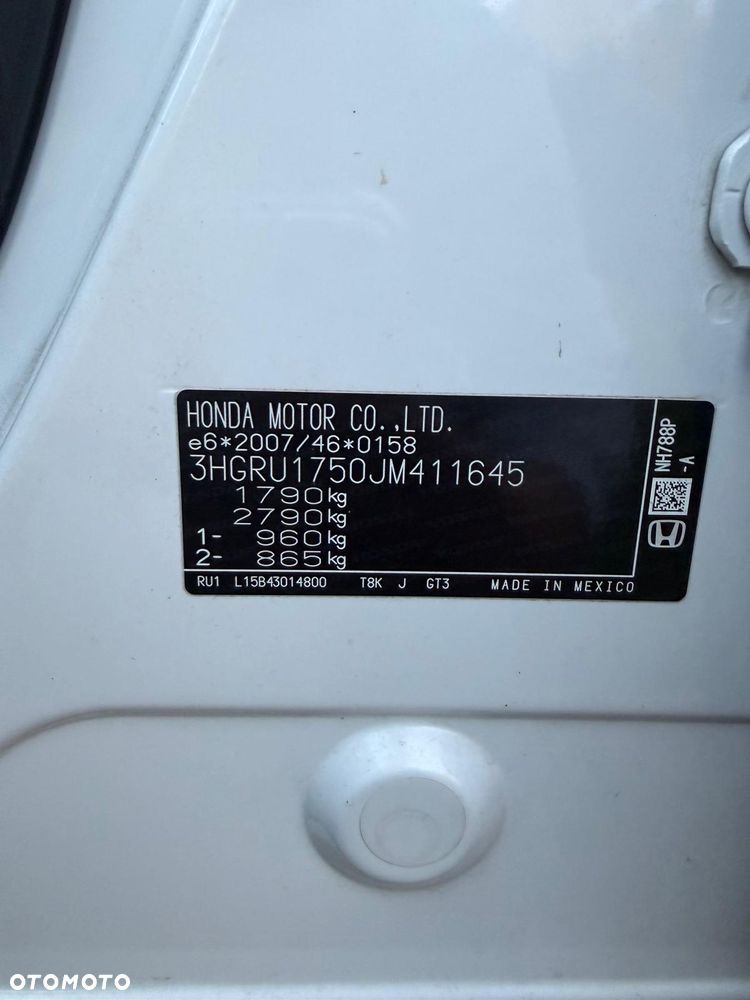 HONDA MOTOR CO.,LTD.
e6*2007/46*0158
3HGRU1750JM411645
1790kg
2790kg
1- 960kg
2- 865kg
RU1 L15B43014800 T8K J GT3 MADE IN MEXICO
NH788P
-A
OTOMOTO